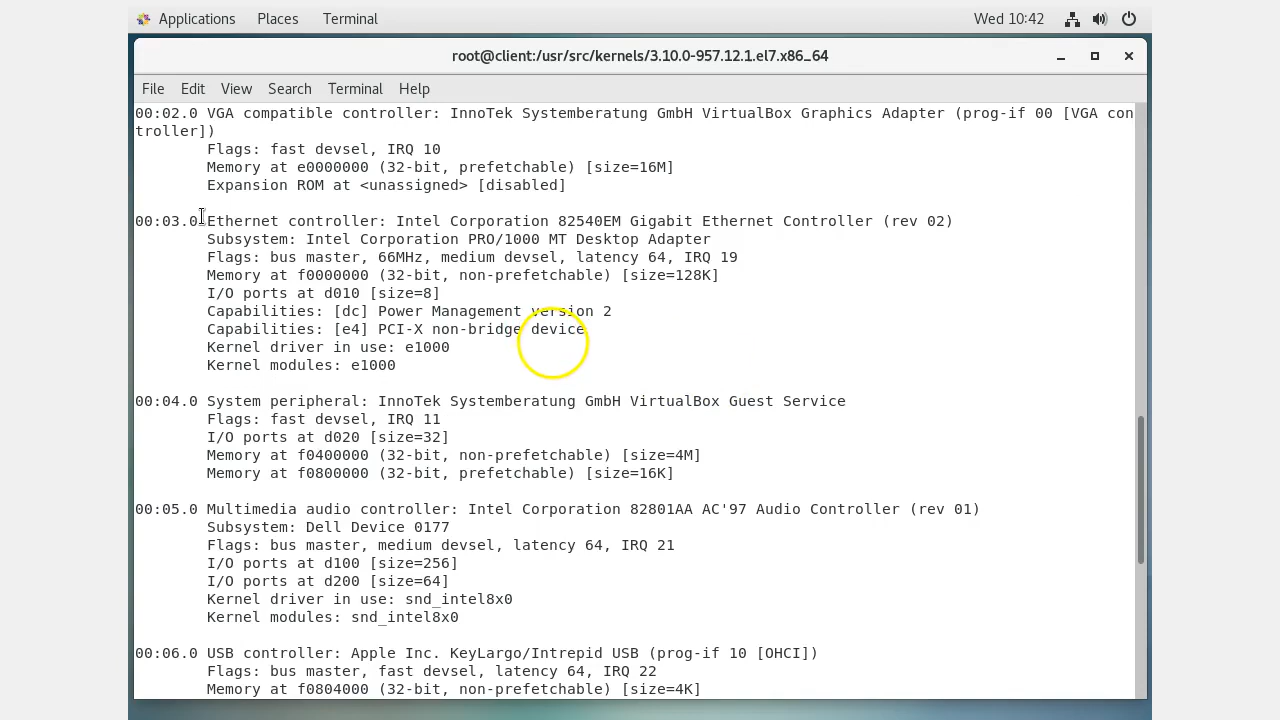 Applications Places Terminal Wed 10:42
root@client:/usr/src/kernels/3.10.0-957.12.1.el7.x86_64
File Edit View Search Terminal Help
00:02.0 VGA compatible controller: InnoTek Systemberatung GmbH VirtualBox Graphics Adapter (prog-if 00 [VGA con
troller])
Flags: fast devsel, IRQ 10
Memory at e0000000 (32-bit, prefetchable) [size=16M]
Expansion ROM at <unassigned> [disabled]
00:03.0 Ethernet controller: Intel Corporation 82540EM Gigabit Ethernet Controller (rev 02)
Subsystem: Intel Corporation PRO/1000 MT Desktop Adapter
Flags: bus master, 66MHz, medium devsel, latency 64, IRQ 19
Memory at f0000000 (32-bit, non-prefetchable) [size=128K]
I/O ports at d010 [size=8]
Capabilities: [dc] Power Management version 2
Capabilities: [e4] PCI-X non-bridge device
Kernel driver in use: e1000
Kernel modules: e1000
00:04.0 System peripheral: InnoTek Systemberatung GmbH VirtualBox Guest Service
Flags: fast devsel, IRQ 11
I/O ports at d020 [size=32]
Memory at f0400000 (32-bit, non-prefetchable) [size=4M]
Memory at f0800000 (32-bit, prefetchable) [size=16K]
00:05.0 Multimedia audio controller: Intel Corporation 82801AA AC'97 Audio Controller (rev 01)
Subsystem: Dell Device 0177
Flags: bus master, medium devsel, latency 64, IRQ 21
I/O ports at d100 [size=256]
I/O ports at d200 [size=64]
Kernel driver in use: snd_intel8x0
Kernel modules: snd_intel8x0
00:06.0 USB controller: Apple Inc. KeyLargo/Intrepid USB (prog-if 10 [OHCI])
Flags: bus master, fast devsel, latency 64, IRQ 22
Memory at f0804000 (32-bit, non-prefetchable) [size=4K]